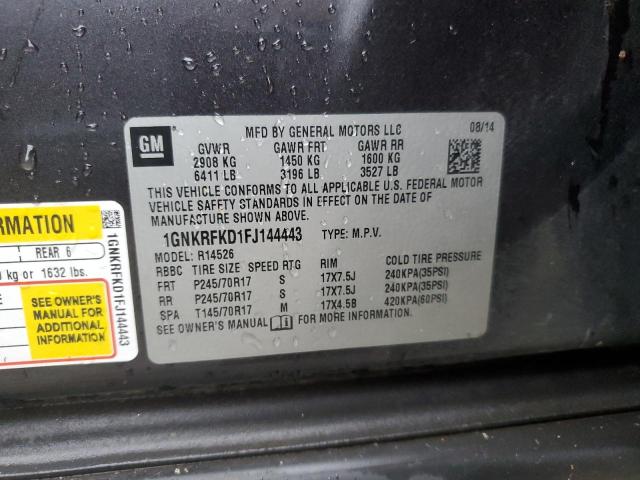 GM
MFD BY GENERAL MOTORS LLC 08/14
GVWR GAWR FRT GAWR RR
2908 KG 1450 KG 1600 KG
6411 LB 3196 LB 3527 LB
THIS VEHICLE CONFORMS TO ALL APPLICABLE U.S. FEDERAL MOTOR
VEHICLE SAFETY STANDARDS IN EFFECT ON THE DATE OF
MANUFACTURE SHOWN ABOVE.
1GNKRFKD1FJ144443 TYPE: M.P.V.
MODEL: R14526
RBBC TIRE SIZE SPEED RTG RIM COLD TIRE PRESSURE
FRT P245/70R17 S 17X7.5J 240KPA(35PSI)
RR P245/70R17 S 17X7.5J 240KPA(35PSI)
SPA T145/70R17 M 17X4.5B 420KPA(60PSI)
SEE OWNER'S MANUAL FOR MORE INFORMATION.
ORMATION
REAR 6
kg or 1632 lbs.
SEE OWNER'S
MANUAL FOR
ADDITIONAL
INFORMATION
1GNKRFKD1FJ144443